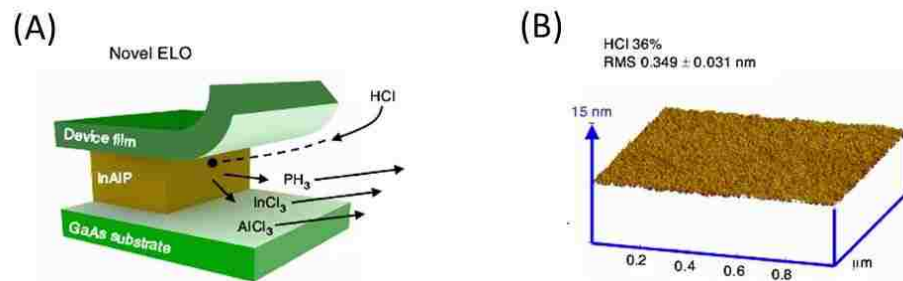 (A)
Novel ELO
HCl
Device film
InAlP
PH3
InCl3
AlCl3
GaAs substrate
(B)
HCl 36%
RMS 0.349 ± 0.031 nm
15 nm
0.2 0.4 0.6 0.8 μm